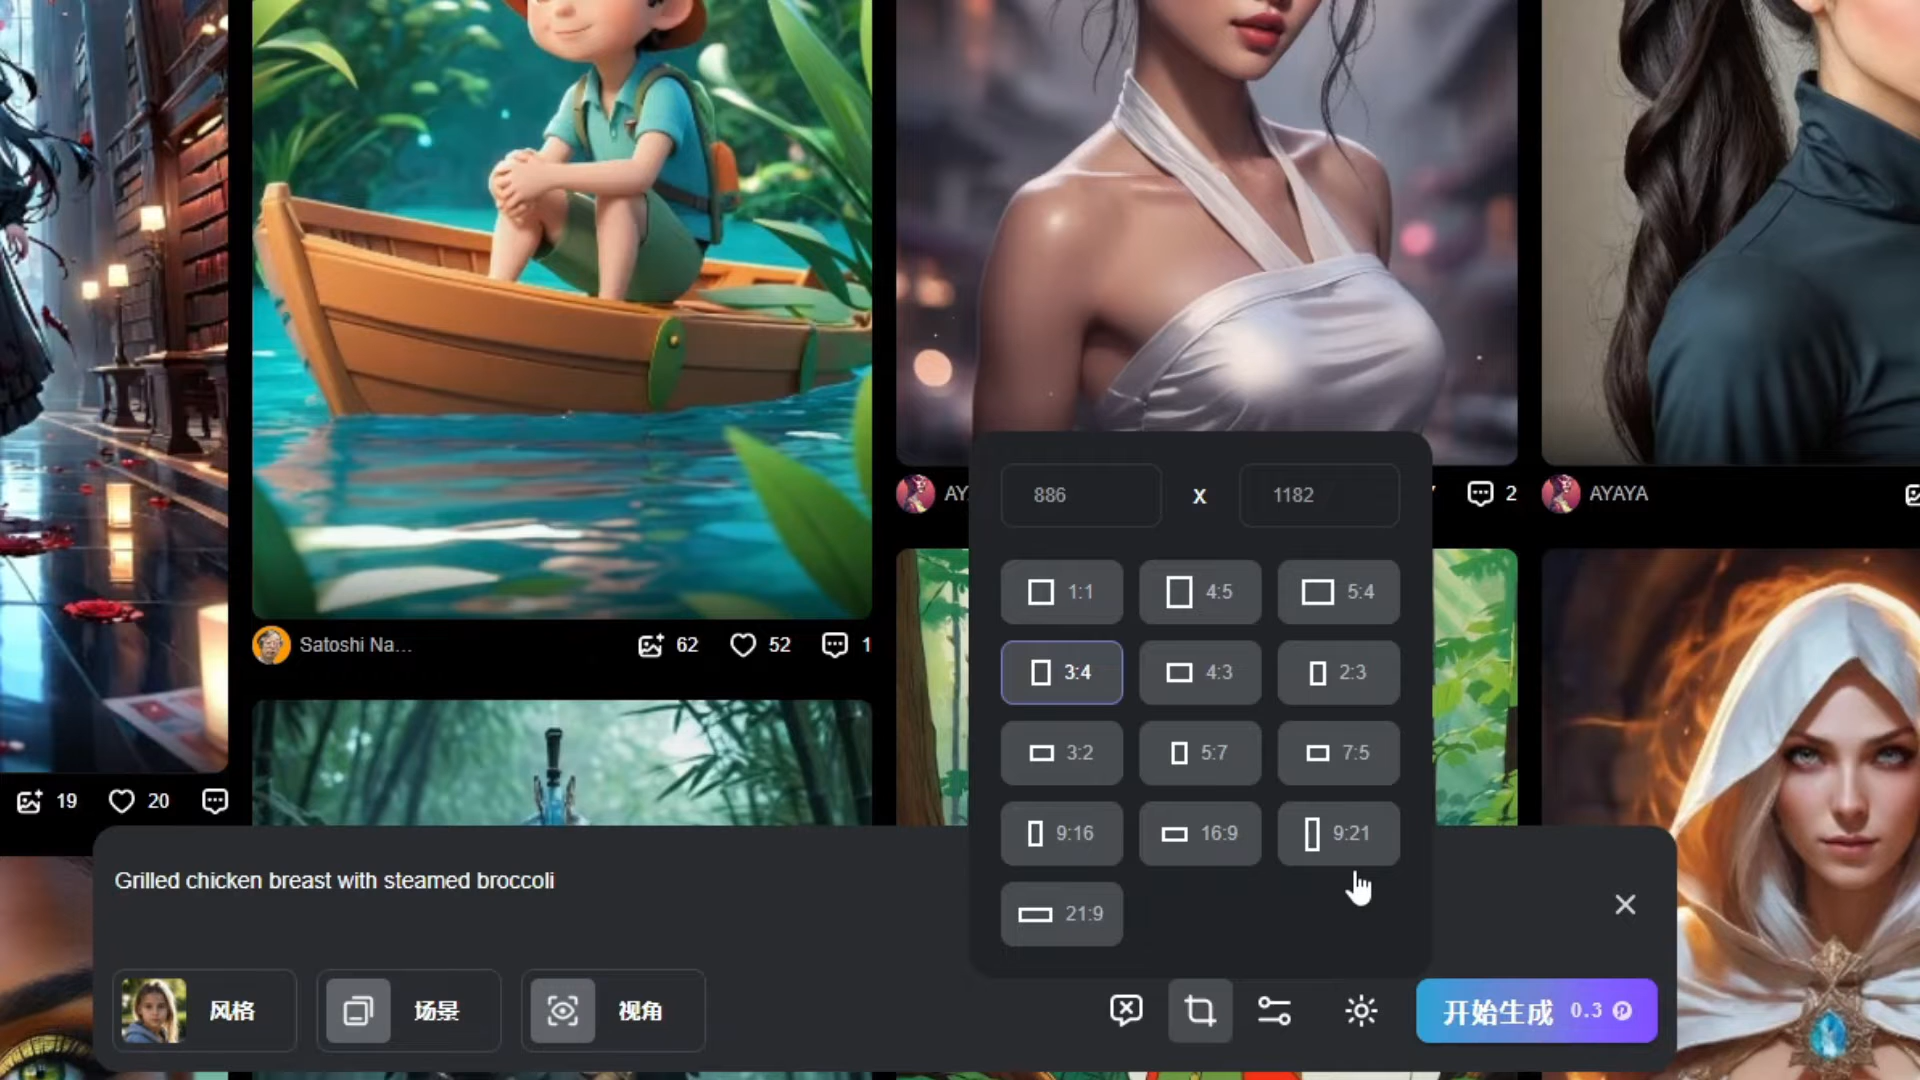 886 x 1182
AY
2
AYAYA
1:1 4:5 5:4
Satoshi Na... 62 52 1
3:4 4:3 2:3
3:2 5:7 7:5
19 20
9:16 16:9 9:21
Grilled chicken breast with steamed broccoli
21:9
风格 场景 视角 开始生成 0.3